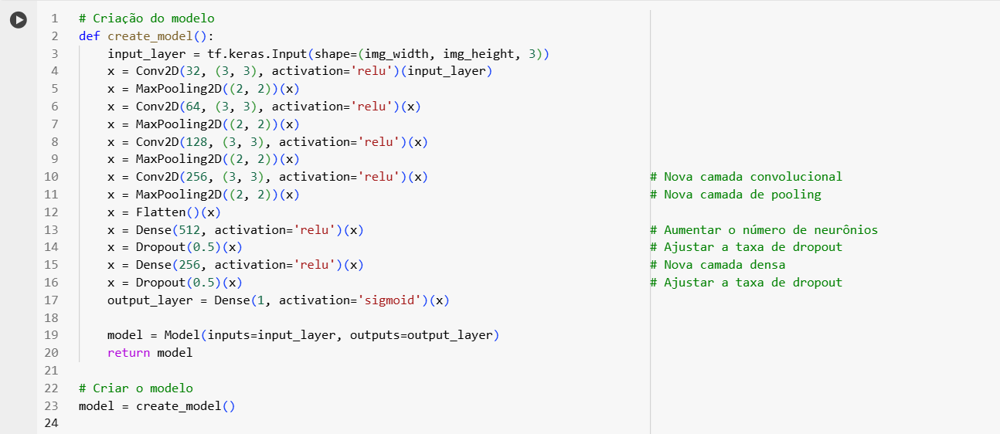 1 # Criação do modelo
2 def create_model():
3     input_layer = tf.keras.Input(shape=(img_width, img_height, 3))
4     x = Conv2D(32, (3, 3), activation='relu')(input_layer)
5     x = MaxPooling2D((2, 2))(x)
6     x = Conv2D(64, (3, 3), activation='relu')(x)
7     x = MaxPooling2D((2, 2))(x)
8     x = Conv2D(128, (3, 3), activation='relu')(x)
9     x = MaxPooling2D((2, 2))(x)
10     x = Conv2D(256, (3, 3), activation='relu')(x) # Nova camada convolucional
11     x = MaxPooling2D((2, 2))(x) # Nova camada de pooling
12     x = Flatten()(x)
13     x = Dense(512, activation='relu')(x) # Aumentar o número de neurônios
14     x = Dropout(0.5)(x) # Ajustar a taxa de dropout
15     x = Dense(256, activation='relu')(x) # Nova camada densa
16     x = Dropout(0.5)(x) # Ajustar a taxa de dropout
17     output_layer = Dense(1, activation='sigmoid')(x)
18
19     model = Model(inputs=input_layer, outputs=output_layer)
20     return model
21
22 # Criar o modelo
23 model = create_model()
24